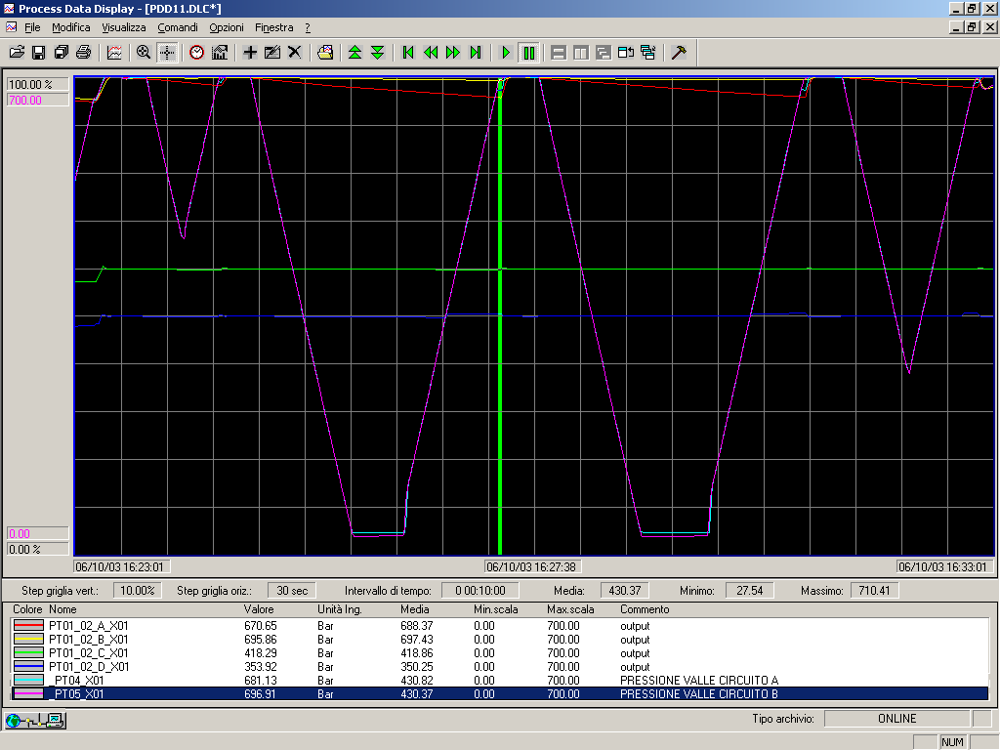 Process Data Display - [PDD11.DLC*]
File Modifica Visualizza Comandi Opzioni Finestra ?
100.00 %
700.00
0.00
0.00 %
06/10/03 16:23:01 06/10/03 16:27:38 06/10/03 16:33:01
Step griglia vert.: 10.00% Step griglia oriz.: 30 sec Intervallo di tempo: 0 00:10:00 Media: 430.37 Minimo: 27.54 Massimo: 710.41
Colore Nome Valore Unità Ing. Media Min.scala Max.scala Commento
PT01_02_A_X01 670.65 Bar 688.37 0.00 700.00 output
PT01_02_B_X01 695.86 Bar 697.43 0.00 700.00 output
PT01_02_C_X01 418.29 Bar 418.86 0.00 700.00 output
PT01_02_D_X01 353.92 Bar 350.25 0.00 700.00 output
_PT04_X01 681.13 Bar 430.82 0.00 700.00 PRESSIONE VALLE CIRCUITO A
_PT05_X01 696.91 Bar 430.37 0.00 700.00 PRESSIONE VALLE CIRCUITO B
Tipo archivio: ONLINE
NUM